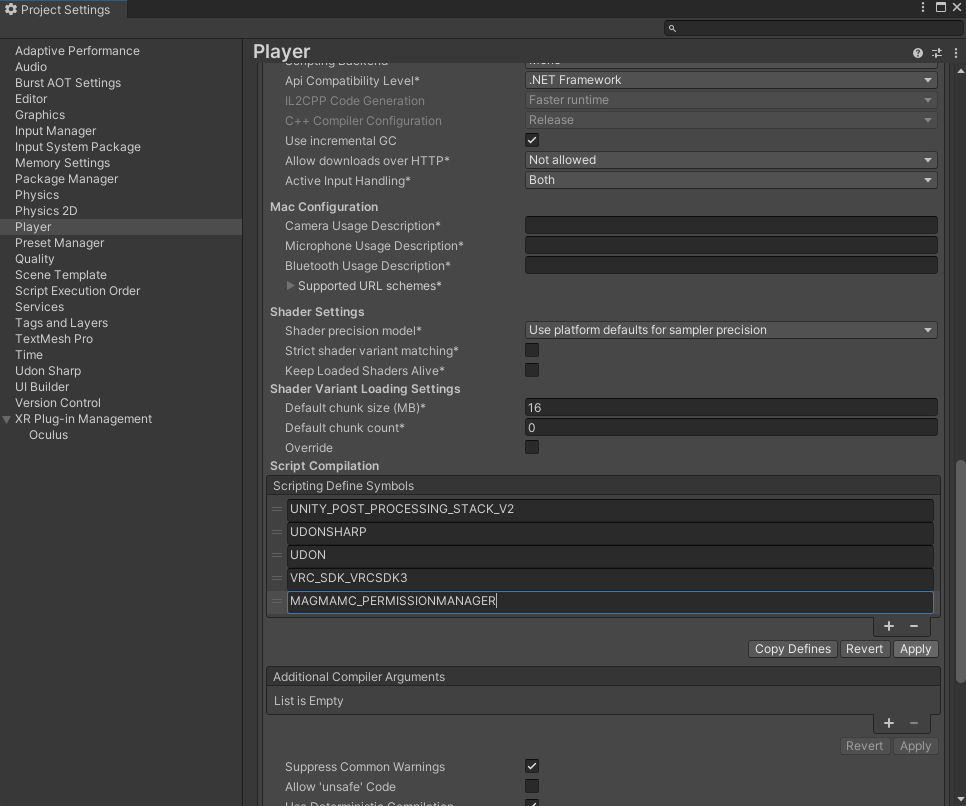 Project Settings
Adaptive Performance
Audio
Burst AOT Settings
Editor
Graphics
Input Manager
Input System Package
Memory Settings
Package Manager
Physics
Physics 2D
Player
Preset Manager
Quality
Scene Template
Script Execution Order
Services
Tags and Layers
TextMesh Pro
Time
Udon Sharp
UI Builder
Version Control
XR Plug-in Management
Oculus
Player
Scripting Backend Mono
Api Compatibility Level* .NET Framework
IL2CPP Code Generation Faster runtime
C++ Compiler Configuration Release
Use incremental GC
Allow downloads over HTTP* Not allowed
Active Input Handling* Both
Mac Configuration
Camera Usage Description*
Microphone Usage Description*
Bluetooth Usage Description*
Supported URL schemes*
Shader Settings
Shader precision model* Use platform defaults for sampler precision
Strict shader variant matching*
Keep Loaded Shaders Alive*
Shader Variant Loading Settings
Default chunk size (MB)* 16
Default chunk count* 0
Override
Script Compilation
Scripting Define Symbols
UNITY_POST_PROCESSING_STACK_V2
UDONSHARP
UDON
VRC_SDK_VRCSDK3
MAGMAMC_PERMISSIONMANAGER
Copy Defines Revert Apply
Additional Compiler Arguments
List is Empty
Revert Apply
Suppress Common Warnings
Allow 'unsafe' Code
Use Deterministic Compilation